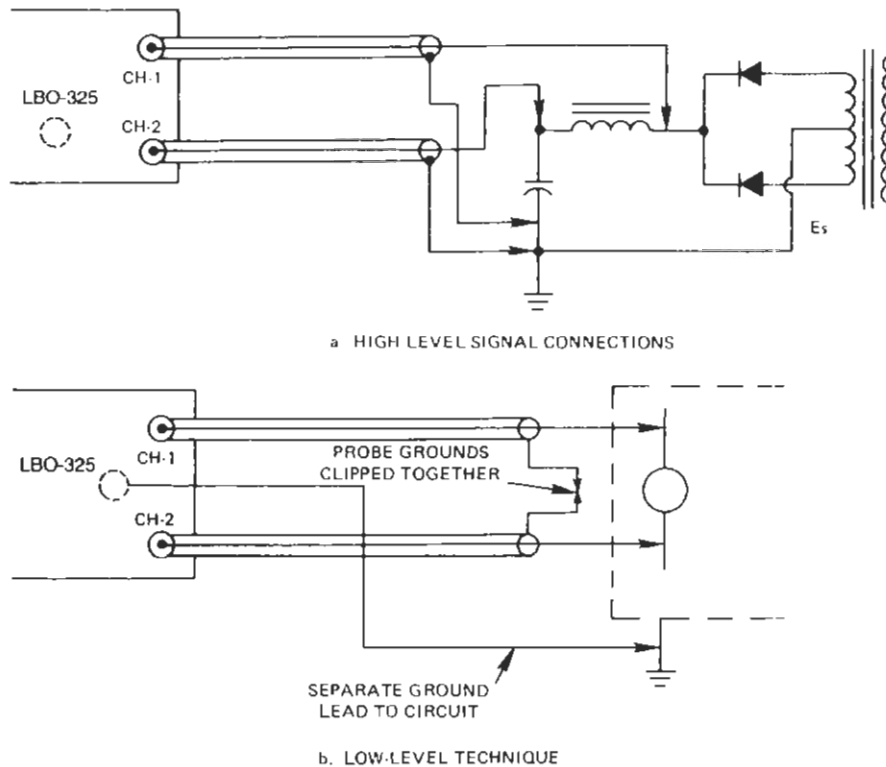 CH-1
LBO-325
CH-2
Es
a HIGH LEVEL SIGNAL CONNECTIONS
LBO-325
CH-1
PROBE GROUNDS
CLIPPED TOGETHER
CH-2
SEPARATE GROUND
LEAD TO CIRCUIT
b. LOW-LEVEL TECHNIQUE